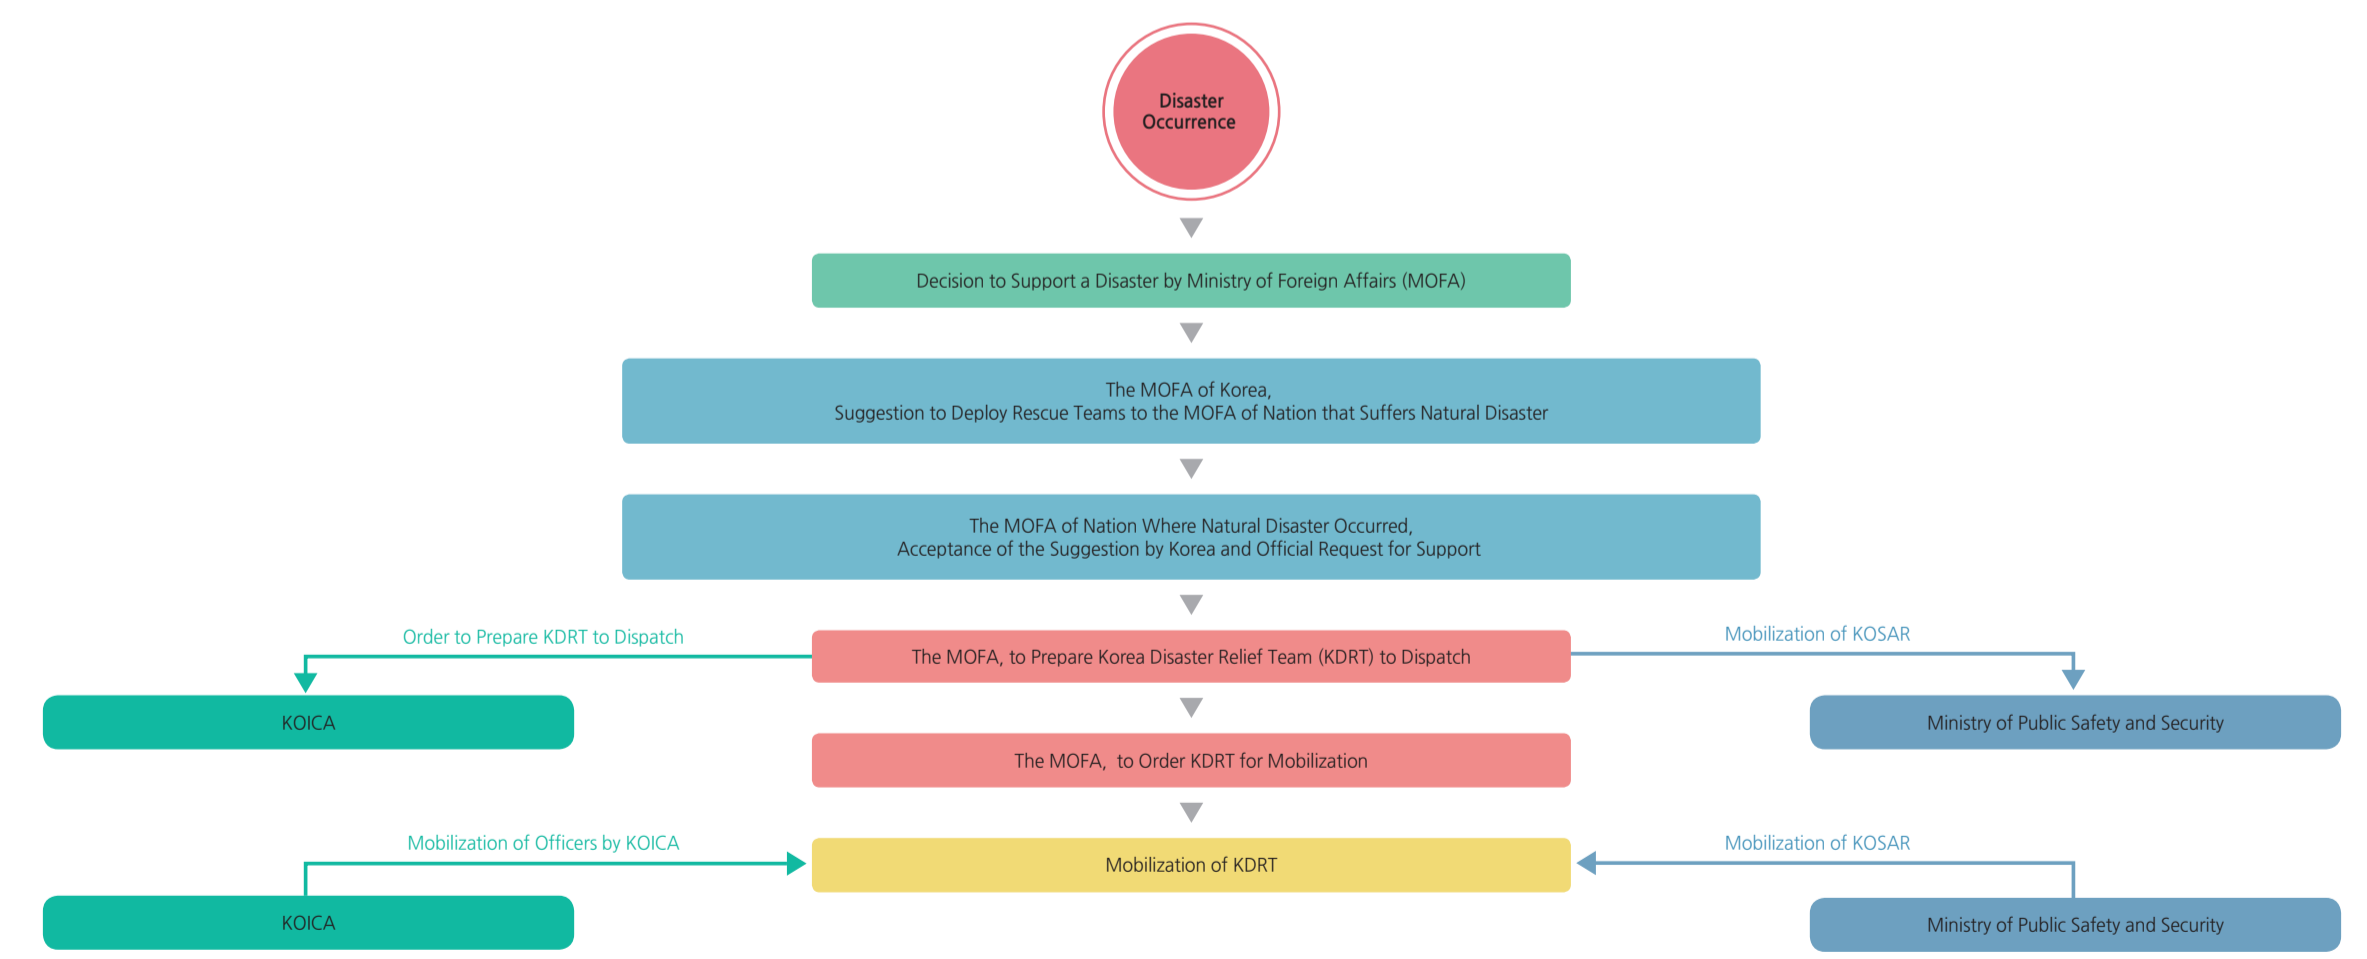 Disaster
Occurrence
Decision to Support a Disaster by Ministry of Foreign Affairs (MOFA)
The MOFA of Korea,
Suggestion to Deploy Rescue Teams to the MOFA of Nation that Suffers Natural Disaster
The MOFA of Nation Where Natural Disaster Occurred,
Acceptance of the Suggestion by Korea and Official Request for Support
Order to Prepare KDRT to Dispatch
The MOFA, to Prepare Korea Disaster Relief Team (KDRT) to Dispatch
Mobilization of KOSAR
KOICA
Ministry of Public Safety and Security
The MOFA,  to Order KDRT for Mobilization
Mobilization of Officers by KOICA
Mobilization of KDRT
Mobilization of KOSAR
KOICA
Ministry of Public Safety and Security